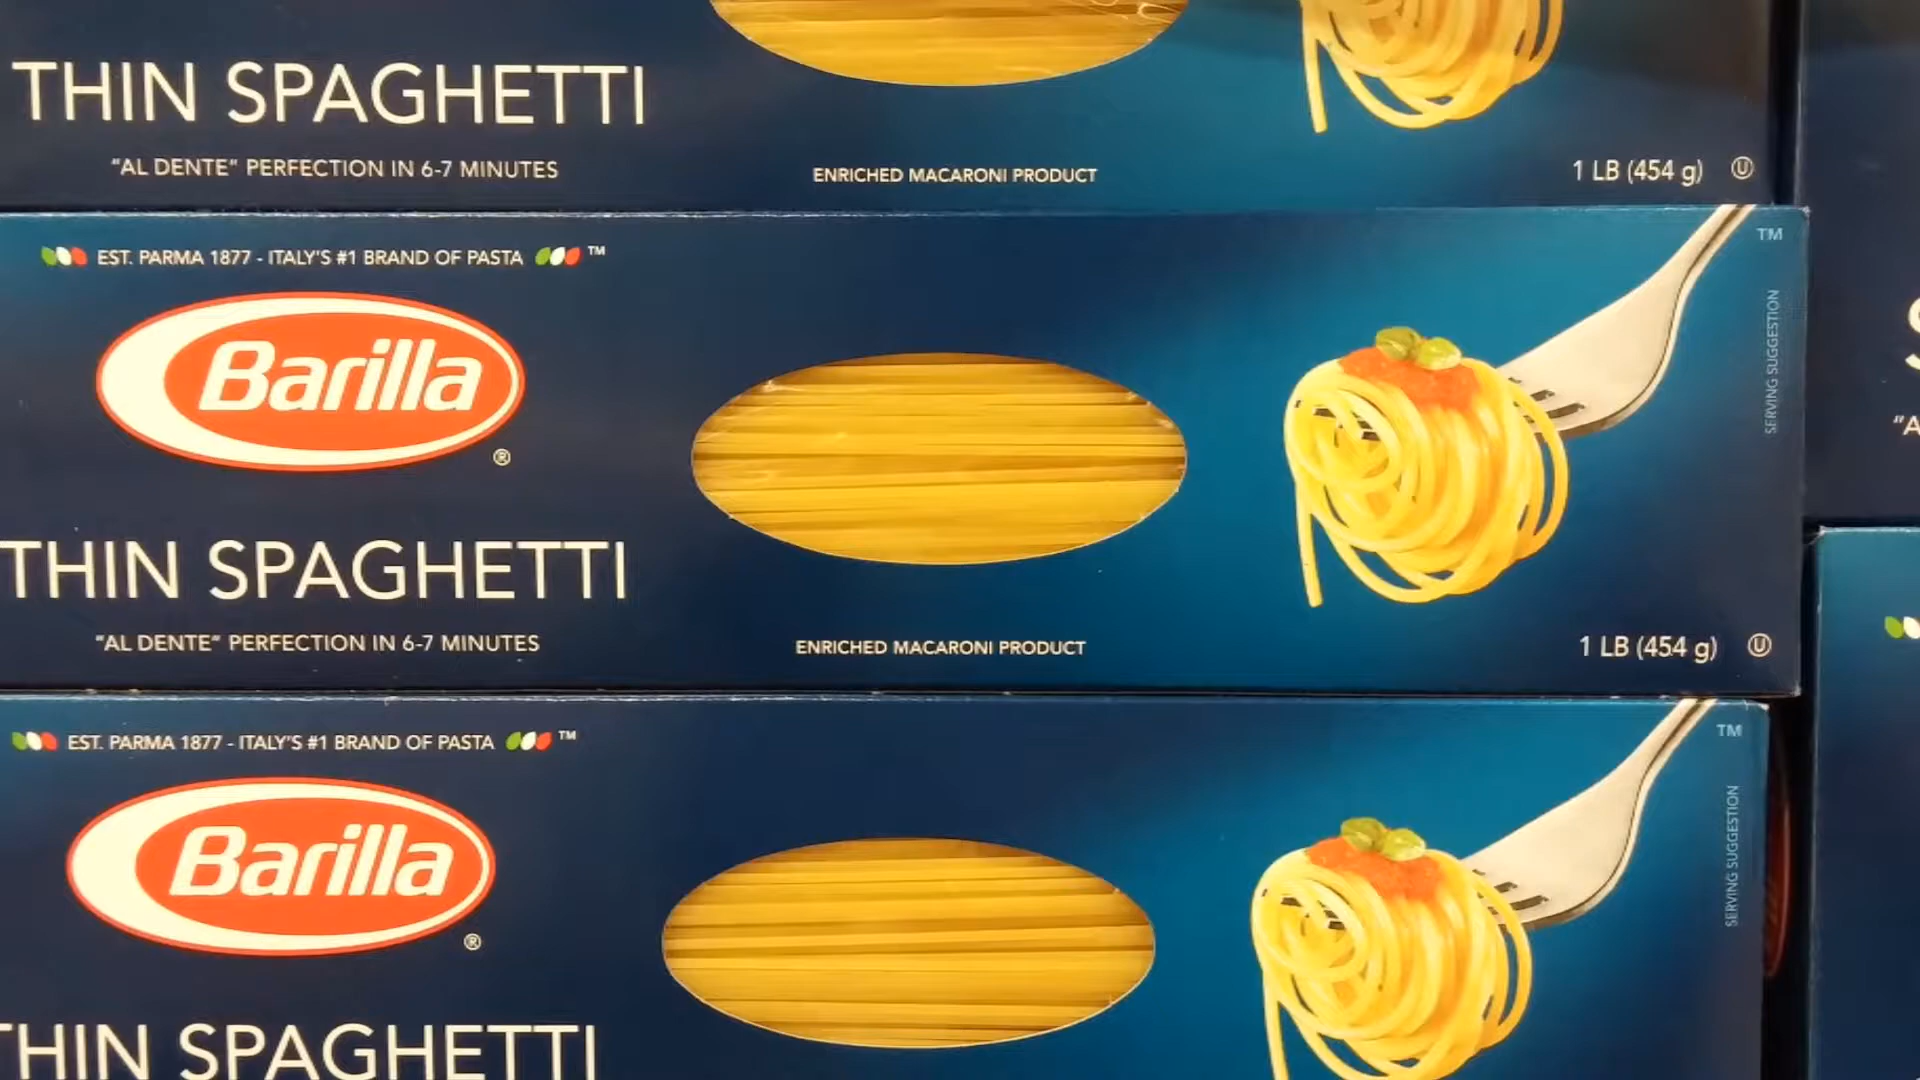 THIN SPAGHETTI
"AL DENTE" PERFECTION IN 6-7 MINUTES
ENRICHED MACARONI PRODUCT
1 LB (454 g) Ⓤ
EST. PARMA 1877 - ITALY'S #1 BRAND OF PASTA ™
™
SERVING SUGGESTION
Barilla ®
THIN SPAGHETTI
"AL DENTE" PERFECTION IN 6-7 MINUTES
ENRICHED MACARONI PRODUCT
1 LB (454 g) Ⓤ
EST. PARMA 1877 - ITALY'S #1 BRAND OF PASTA ™
™
SERVING SUGGESTION
Barilla ®
THIN SPAGHETTI